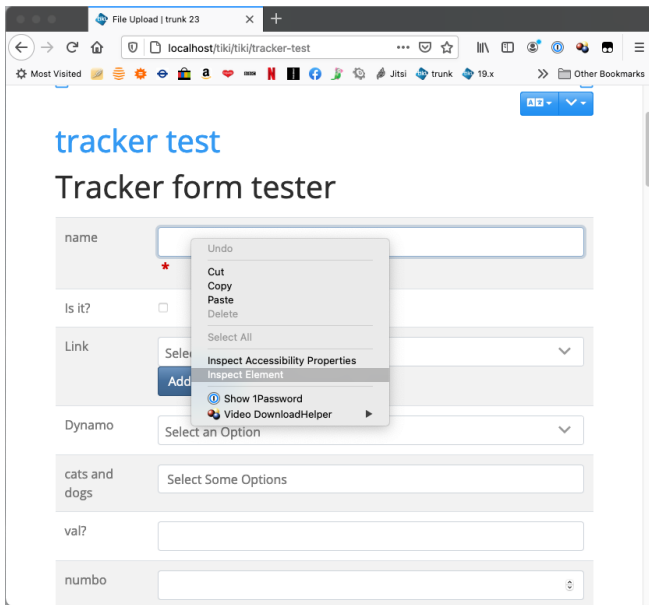 File Upload | trunk 23
localhost/tiki/tiki/tracker-test
Most Visited
Jitsi
trunk
19.x
Other Bookmarks
tracker test
Tracker form tester
name
*
Undo
Cut
Copy
Paste
Delete
Select All
Inspect Accessibility Properties
Inspect Element
Show 1Password
Video DownloadHelper
Is it?
Link
Selec
Add
Dynamo
Select an Option
cats and
dogs
Select Some Options
val?
numbo